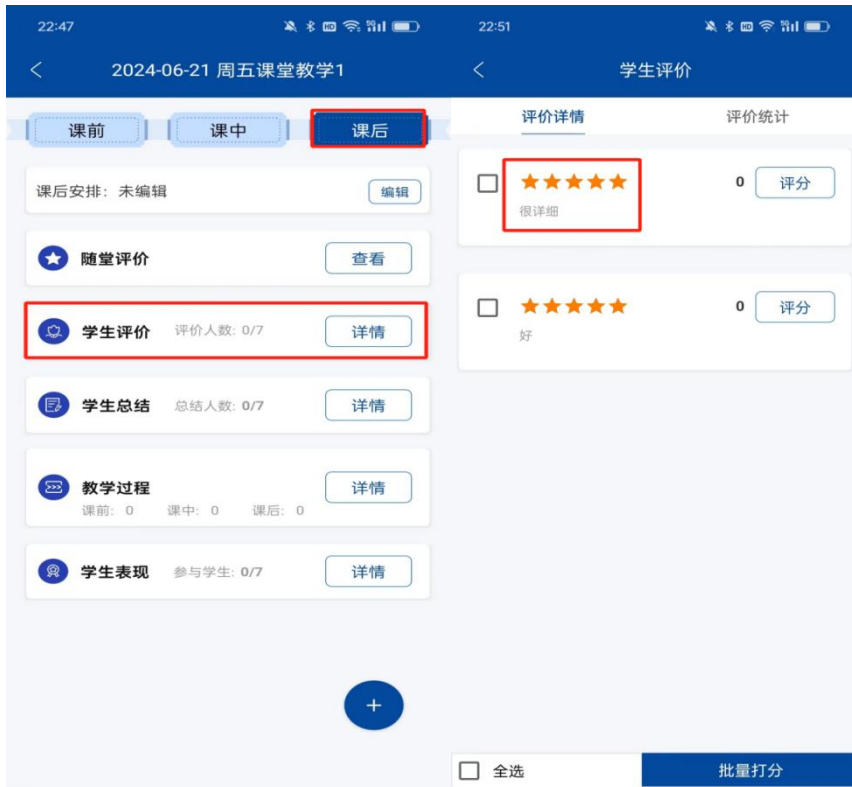 22:47
2024-06-21 周五课堂教学1
课前
课中
课后
课后安排：未编辑
编辑
随堂评价
查看
学生评价
评价人数: 0/7
详情
学生总结
总结人数: 0/7
详情
教学过程
课前: 0
课中: 0
课后: 0
详情
学生表现
参与学生: 0/7
详情
+
22:51
学生评价
评价详情
评价统计
很详细
0
评分
好
0
评分
全选
批量打分